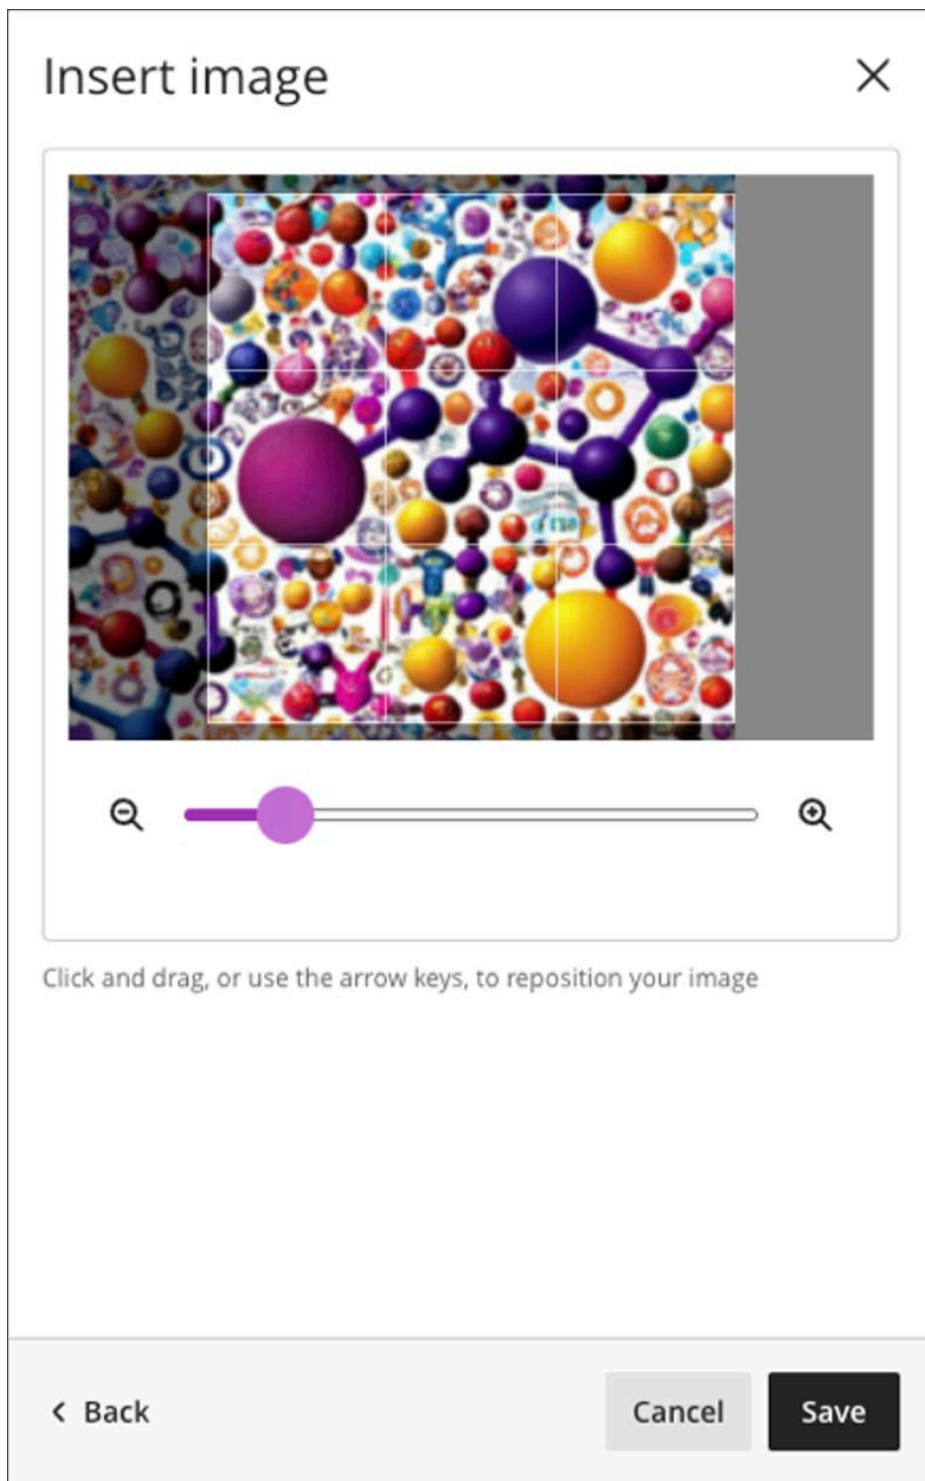 Insert image
Click and drag, or use the arrow keys, to reposition your image
Back
Cancel
Save